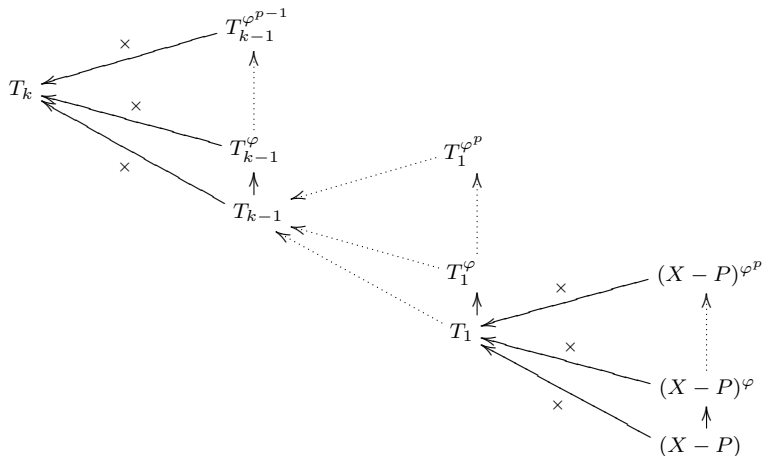 T_{k-1}^{φ^{p-1}}
×
T_k
×
T_{k-1}^{φ} T_1^{φ^p}
×
T_{k-1}
T_1^{φ} (X − P)^{φ^p}
×
T_1
×
(X − P)^{φ}
×
(X − P)